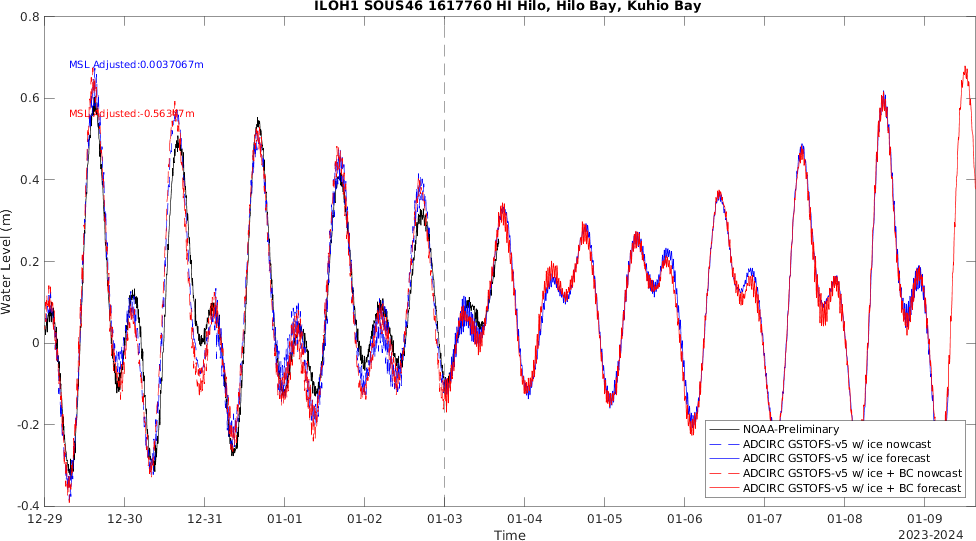 ILOH1 SOUS46 1617760 HI Hilo, Hilo Bay, Kuhio Bay
0.8
MSL Adjusted:0.0037067m
0.6
0.4
0.2
0
-0.2
-0.4
Water Level (m)
NOAA-Preliminary
ADCIRC GSTOFS-v5 w/ ice nowcast
ADCIRC GSTOFS-v5 w/ ice forecast
ADCIRC GSTOFS-v5 w/ ice + BC nowcast
ADCIRC GSTOFS-v5 w/ ice + BC forecast
12-29 12-30 12-31 01-01 01-02 01-03 01-04 01-05 01-06 01-07 01-08 01-09
Time
2023-2024